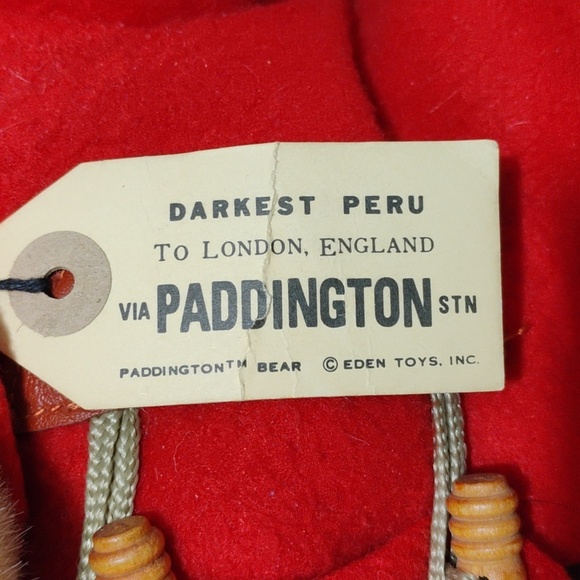 DARKEST PERU
TO LONDON, ENGLAND
VIA PADDINGTON STN
PADDINGTON™ BEAR © EDEN TOYS, INC.